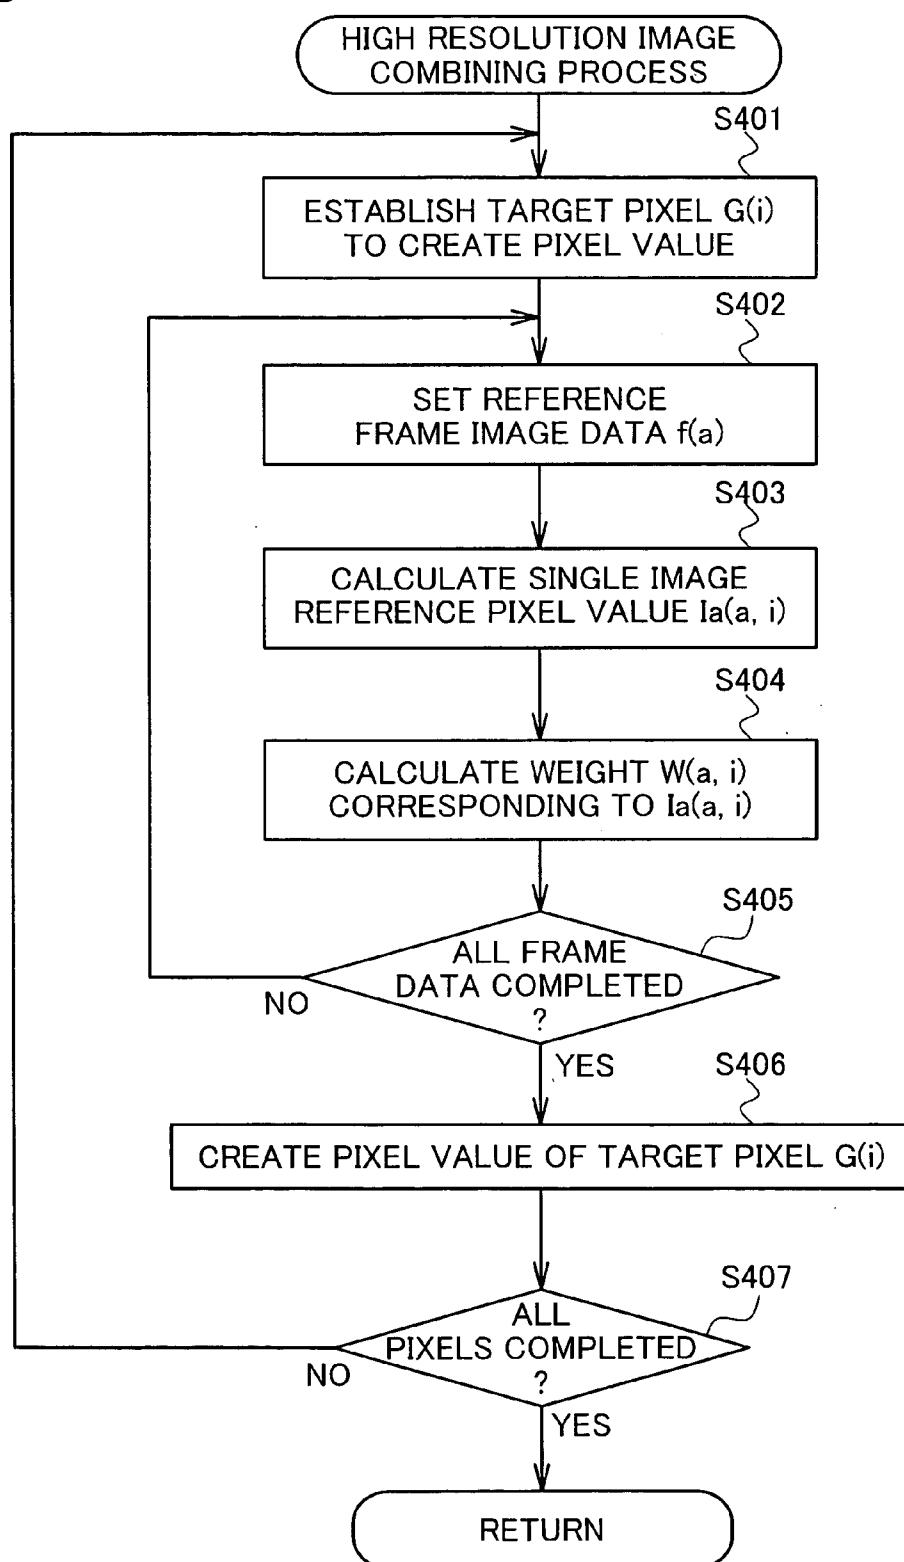 HIGH RESOLUTION IMAGE
COMBINING PROCESS
S401
ESTABLISH TARGET PIXEL G(i)
TO CREATE PIXEL VALUE
S402
SET REFERENCE
FRAME IMAGE DATA f(a)
S403
CALCULATE SINGLE IMAGE
REFERENCE PIXEL VALUE Ia(a, i)
S404
CALCULATE WEIGHT W(a, i)
CORRESPONDING TO Ia(a, i)
S405
ALL FRAME
DATA COMPLETED
?
NO
YES
S406
CREATE PIXEL VALUE OF TARGET PIXEL G(i)
S407
ALL
PIXELS COMPLETED
?
NO
YES
RETURN